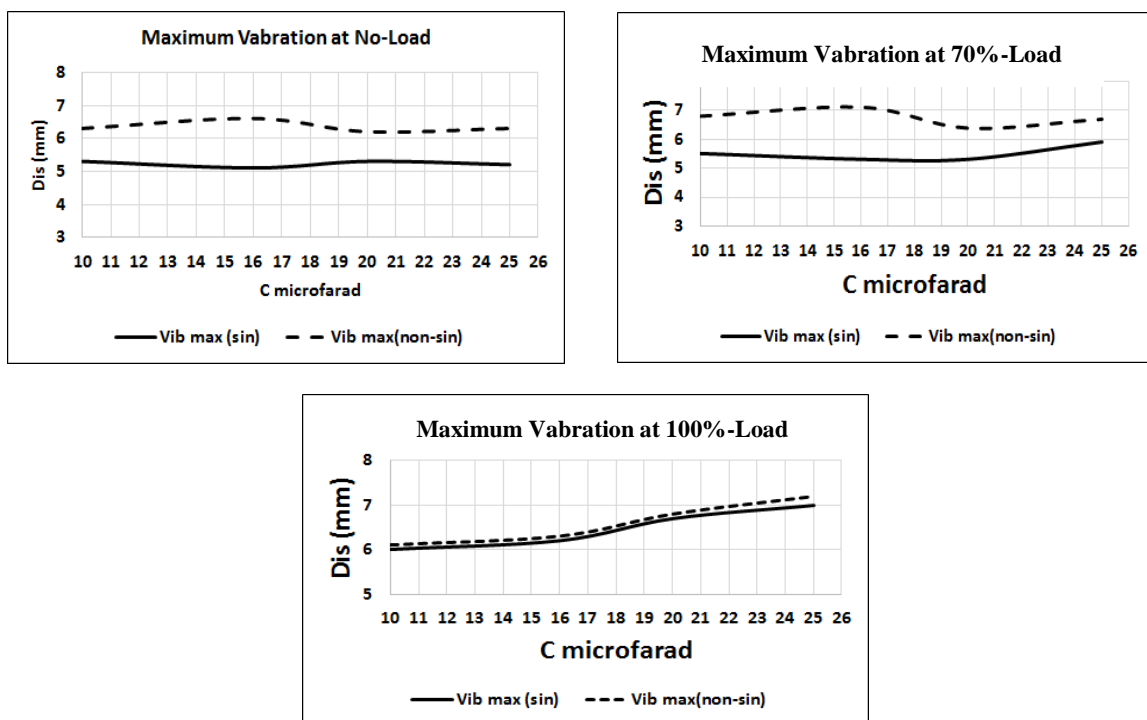 Maximum Vabration at No-Load
8
7
6
5
4
3
Dis (mm)
10 11 12 13 14 15 16 17 18 19 20 21 22 23 24 25 26
C microfarad
Vib max (sin) Vib max(non-sin)
Maximum Vabration at 70%-Load
7
6
5
4
3
Dis (mm)
10 11 12 13 14 15 16 17 18 19 20 21 22 23 24 25 26
C microfarad
Vib max (sin) Vib max(non-sin)
Maximum Vabration at 100%-Load
8
7
6
5
Dis (mm)
10 11 12 13 14 15 16 17 18 19 20 21 22 23 24 25 26
C microfarad
Vib max (sin) Vib max(non-sin)